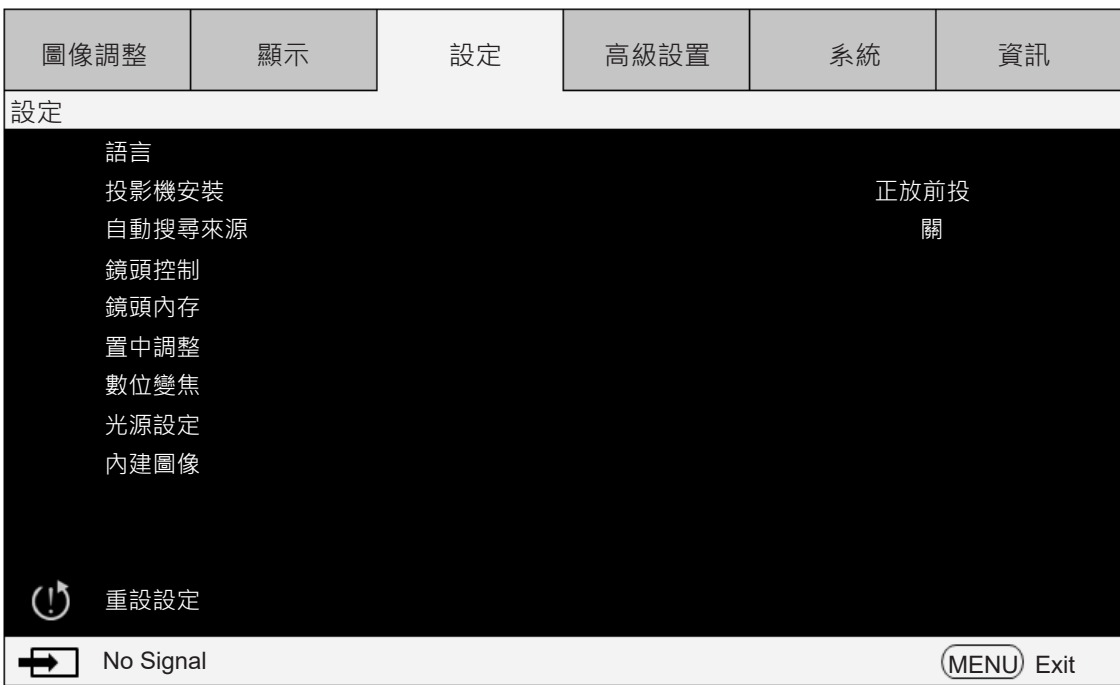 圖像調整 顯示 設定 高級設置 系統 資訊
設定
語言
投影機安裝 正放前投
自動搜尋來源 關
鏡頭控制
鏡頭內存
置中調整
數位變焦
光源設定
內建圖像
重設設定
No Signal MENU Exit